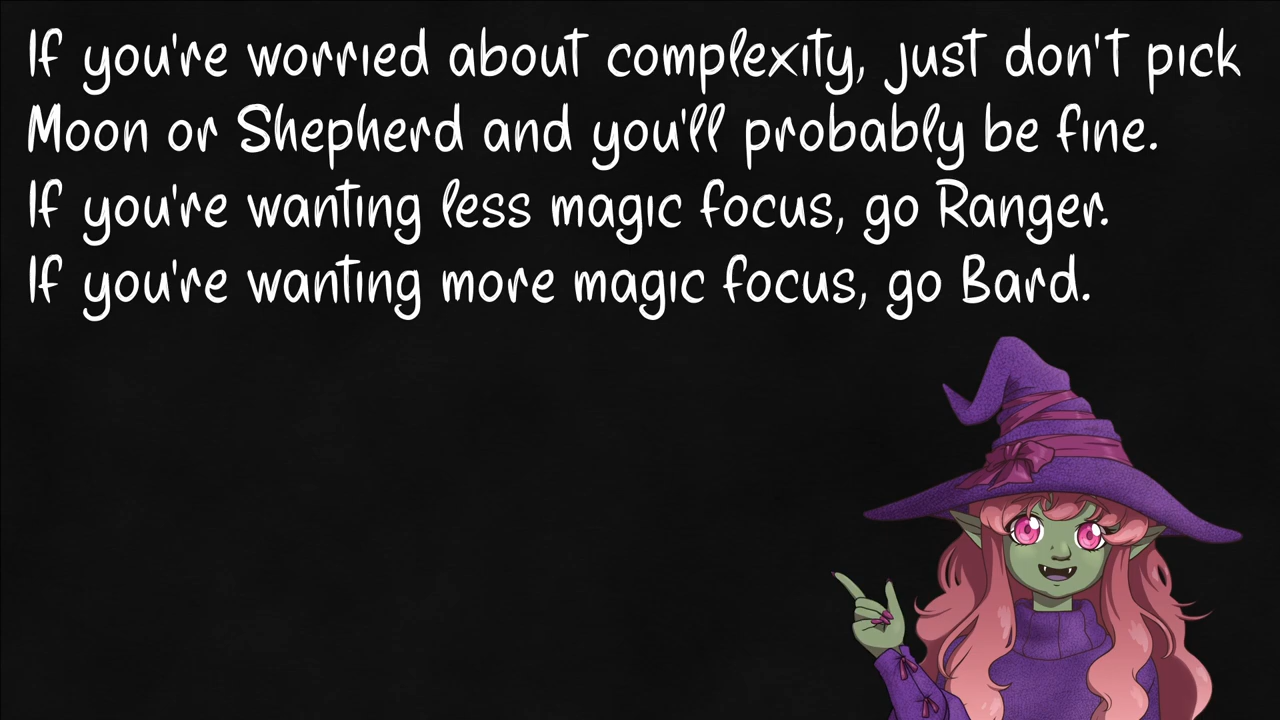 If you're worried about complexity, just don't pick
Moon or Shepherd and you'll probably be fine.
If you're wanting less magic focus, go Ranger.
If you're wanting more magic focus, go Bard.